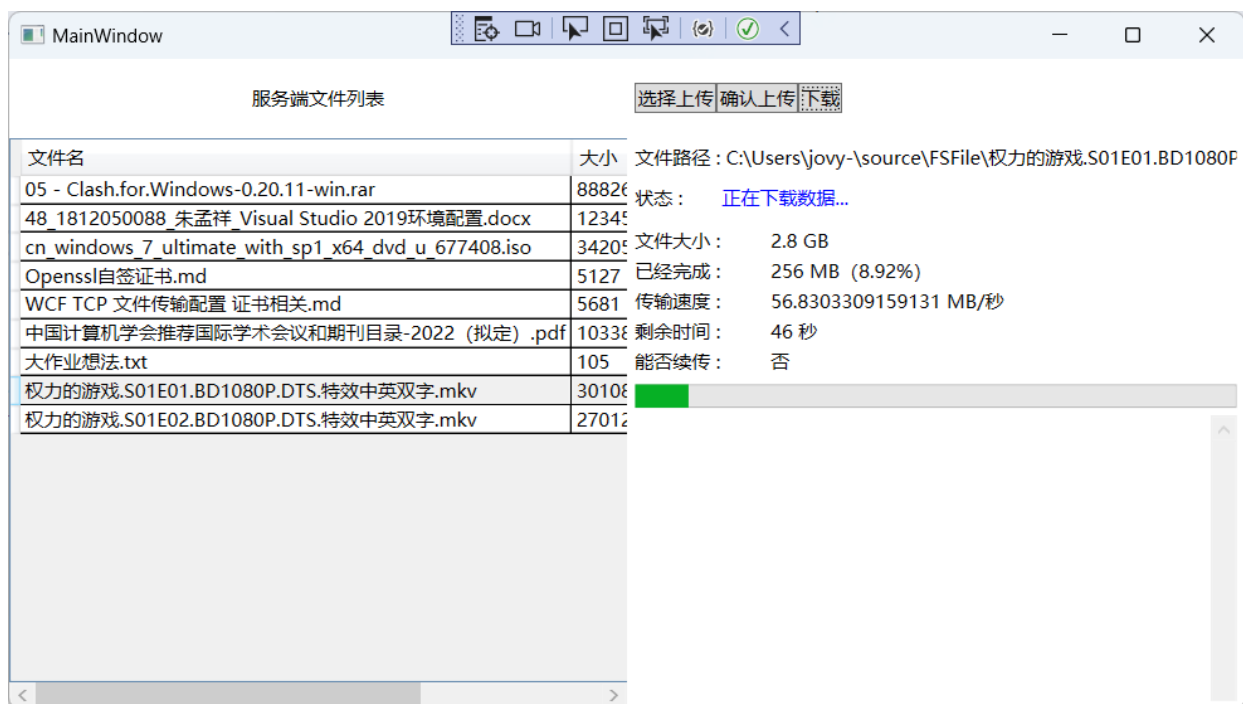 MainWindow
服务端文件列表
文件名 大小
05 - Clash.for.Windows-0.20.11-win.rar 88826
48_1812050088_朱孟祥_Visual Studio 2019环境配置.docx 12345
cn_windows_7_ultimate_with_sp1_x64_dvd_u_677408.iso 34205
Openssl自签证书.md 5127
WCF TCP 文件传输配置 证书相关.md 5681
中国计算机学会推荐国际学术会议和期刊目录-2022（拟定）.pdf 10338
大作业想法.txt 105
权力的游戏.S01E01.BD1080P.DTS.特效中英双字.mkv 30108
权力的游戏.S01E02.BD1080P.DTS.特效中英双字.mkv 27012
选择上传 确认上传 下载
文件路径：C:\Users\jovy-\source\FSFile\权力的游戏.S01E01.BD1080P
状态： 正在下载数据...
文件大小： 2.8 GB
已经完成： 256 MB（8.92%）
传输速度： 56.8303309159131 MB/秒
剩余时间： 46 秒
能否续传： 否